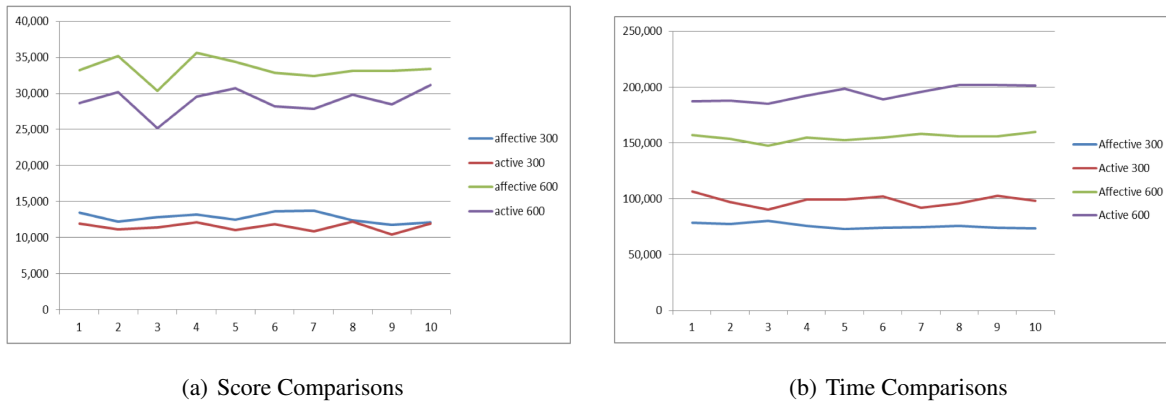 40,000
35,000
30,000
25,000
20,000
15,000
10,000
5,000
0
1 2 3 4 5 6 7 8 9 10
affective 300
active 300
affective 600
active 600
(a) Score Comparisons
250,000
200,000
150,000
100,000
50,000
0
1 2 3 4 5 6 7 8 9 10
Affective 300
Active 300
Affective 600
Active 600
(b) Time Comparisons